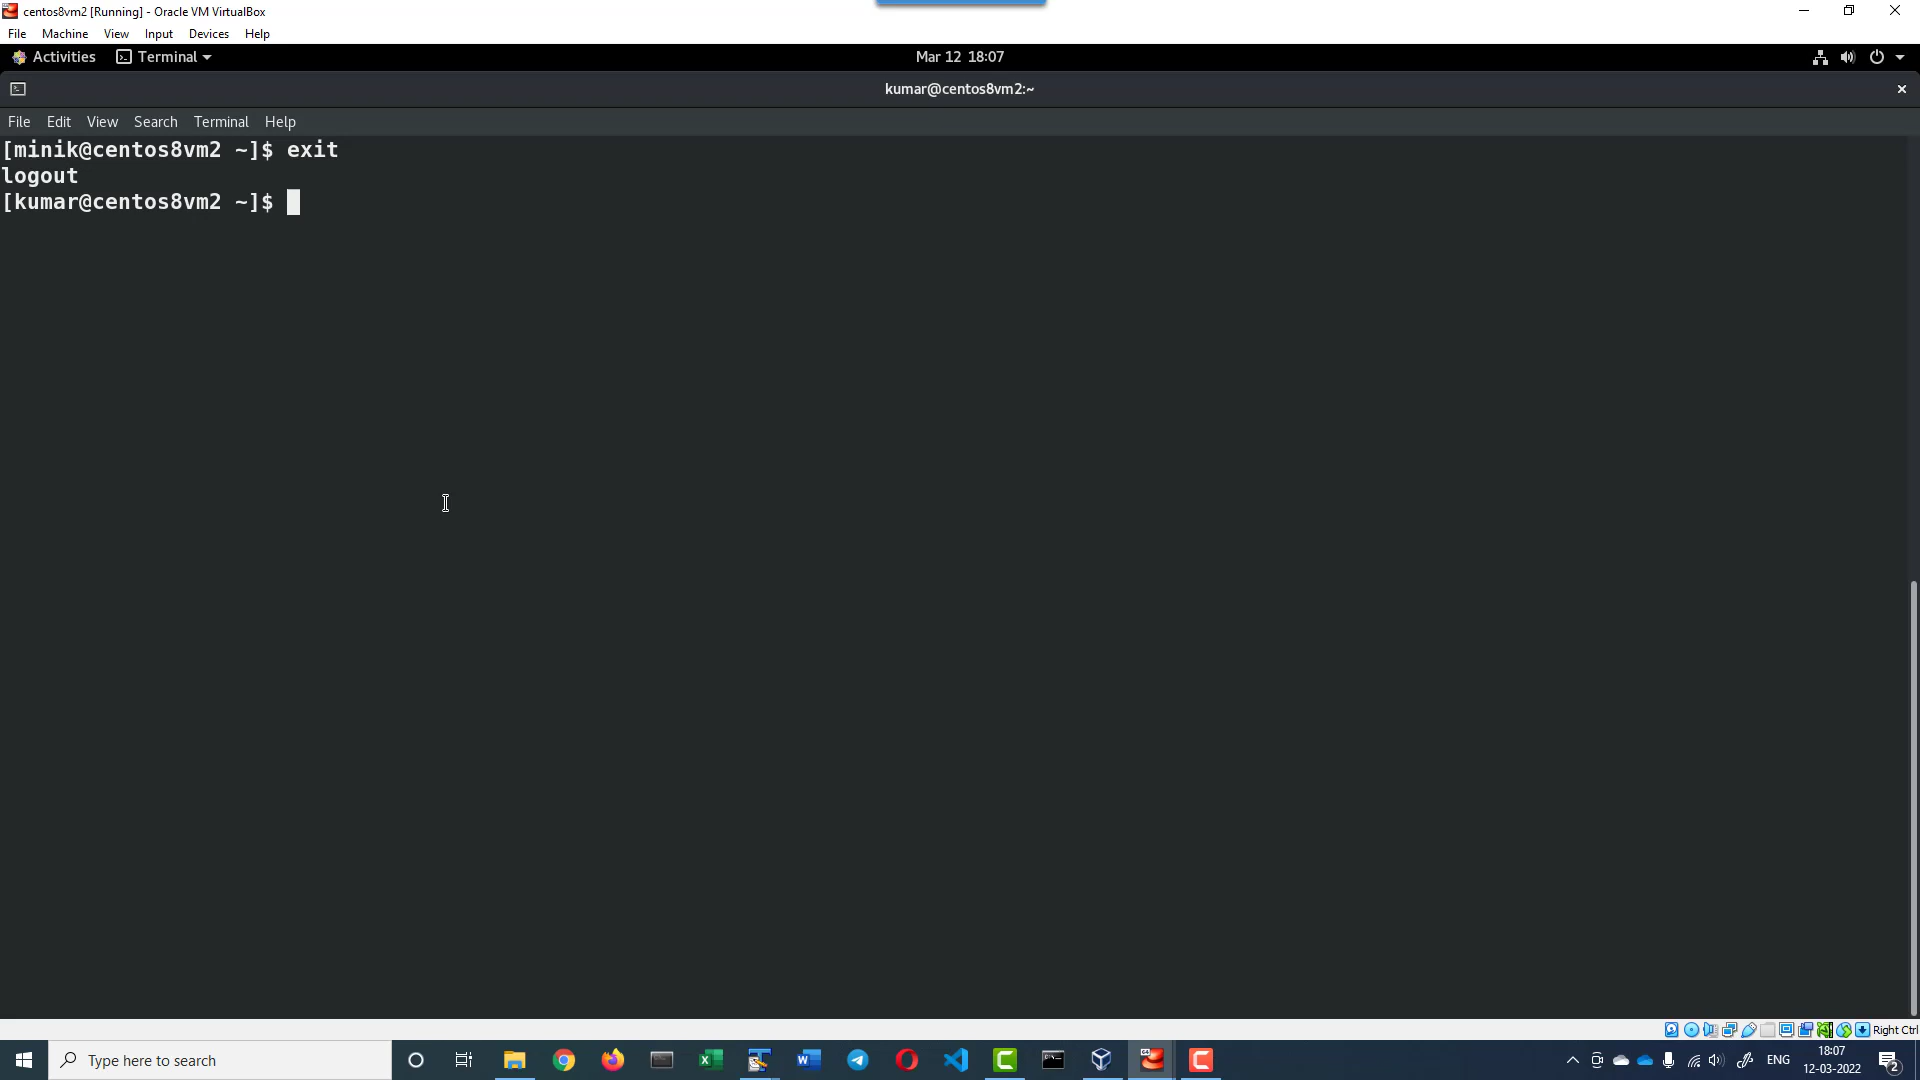 centos8vm2 [Running] - Oracle VM VirtualBox
File Machine View Input Devices Help
Activities Terminal Mar 12 18:07
kumar@centos8vm2:~
File Edit View Search Terminal Help
[minik@centos8vm2 ~]$ exit
logout
[kumar@centos8vm2 ~]$
Right Ctrl
Type here to search
ENG
18:07
12-03-2022
2